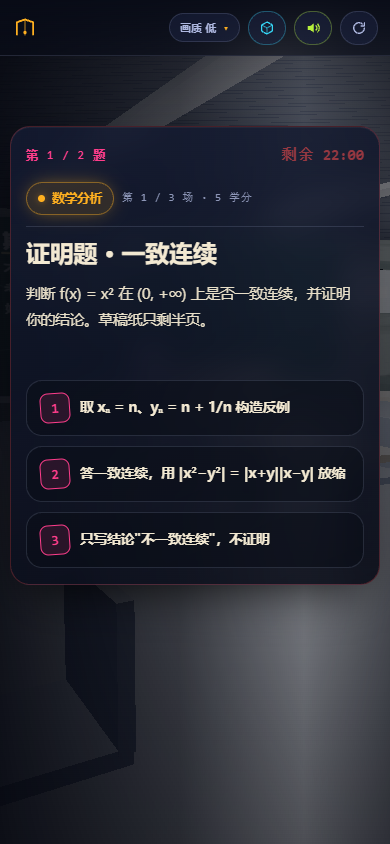 画质 低
第 1 / 2 题
剩余 22:00
数学分析
第 1 / 3 场 · 5 学分
证明题 · 一致连续
判断 f(x) = x² 在 (0, +∞) 上是否一致连续，并证明
你的结论。草稿纸只剩半页。
1 取 xₙ = n、yₙ = n + 1/n 构造反例
2 答一致连续，用 |x²−y²| = |x+y||x−y| 放缩
3 只写结论"不一致连续"，不证明